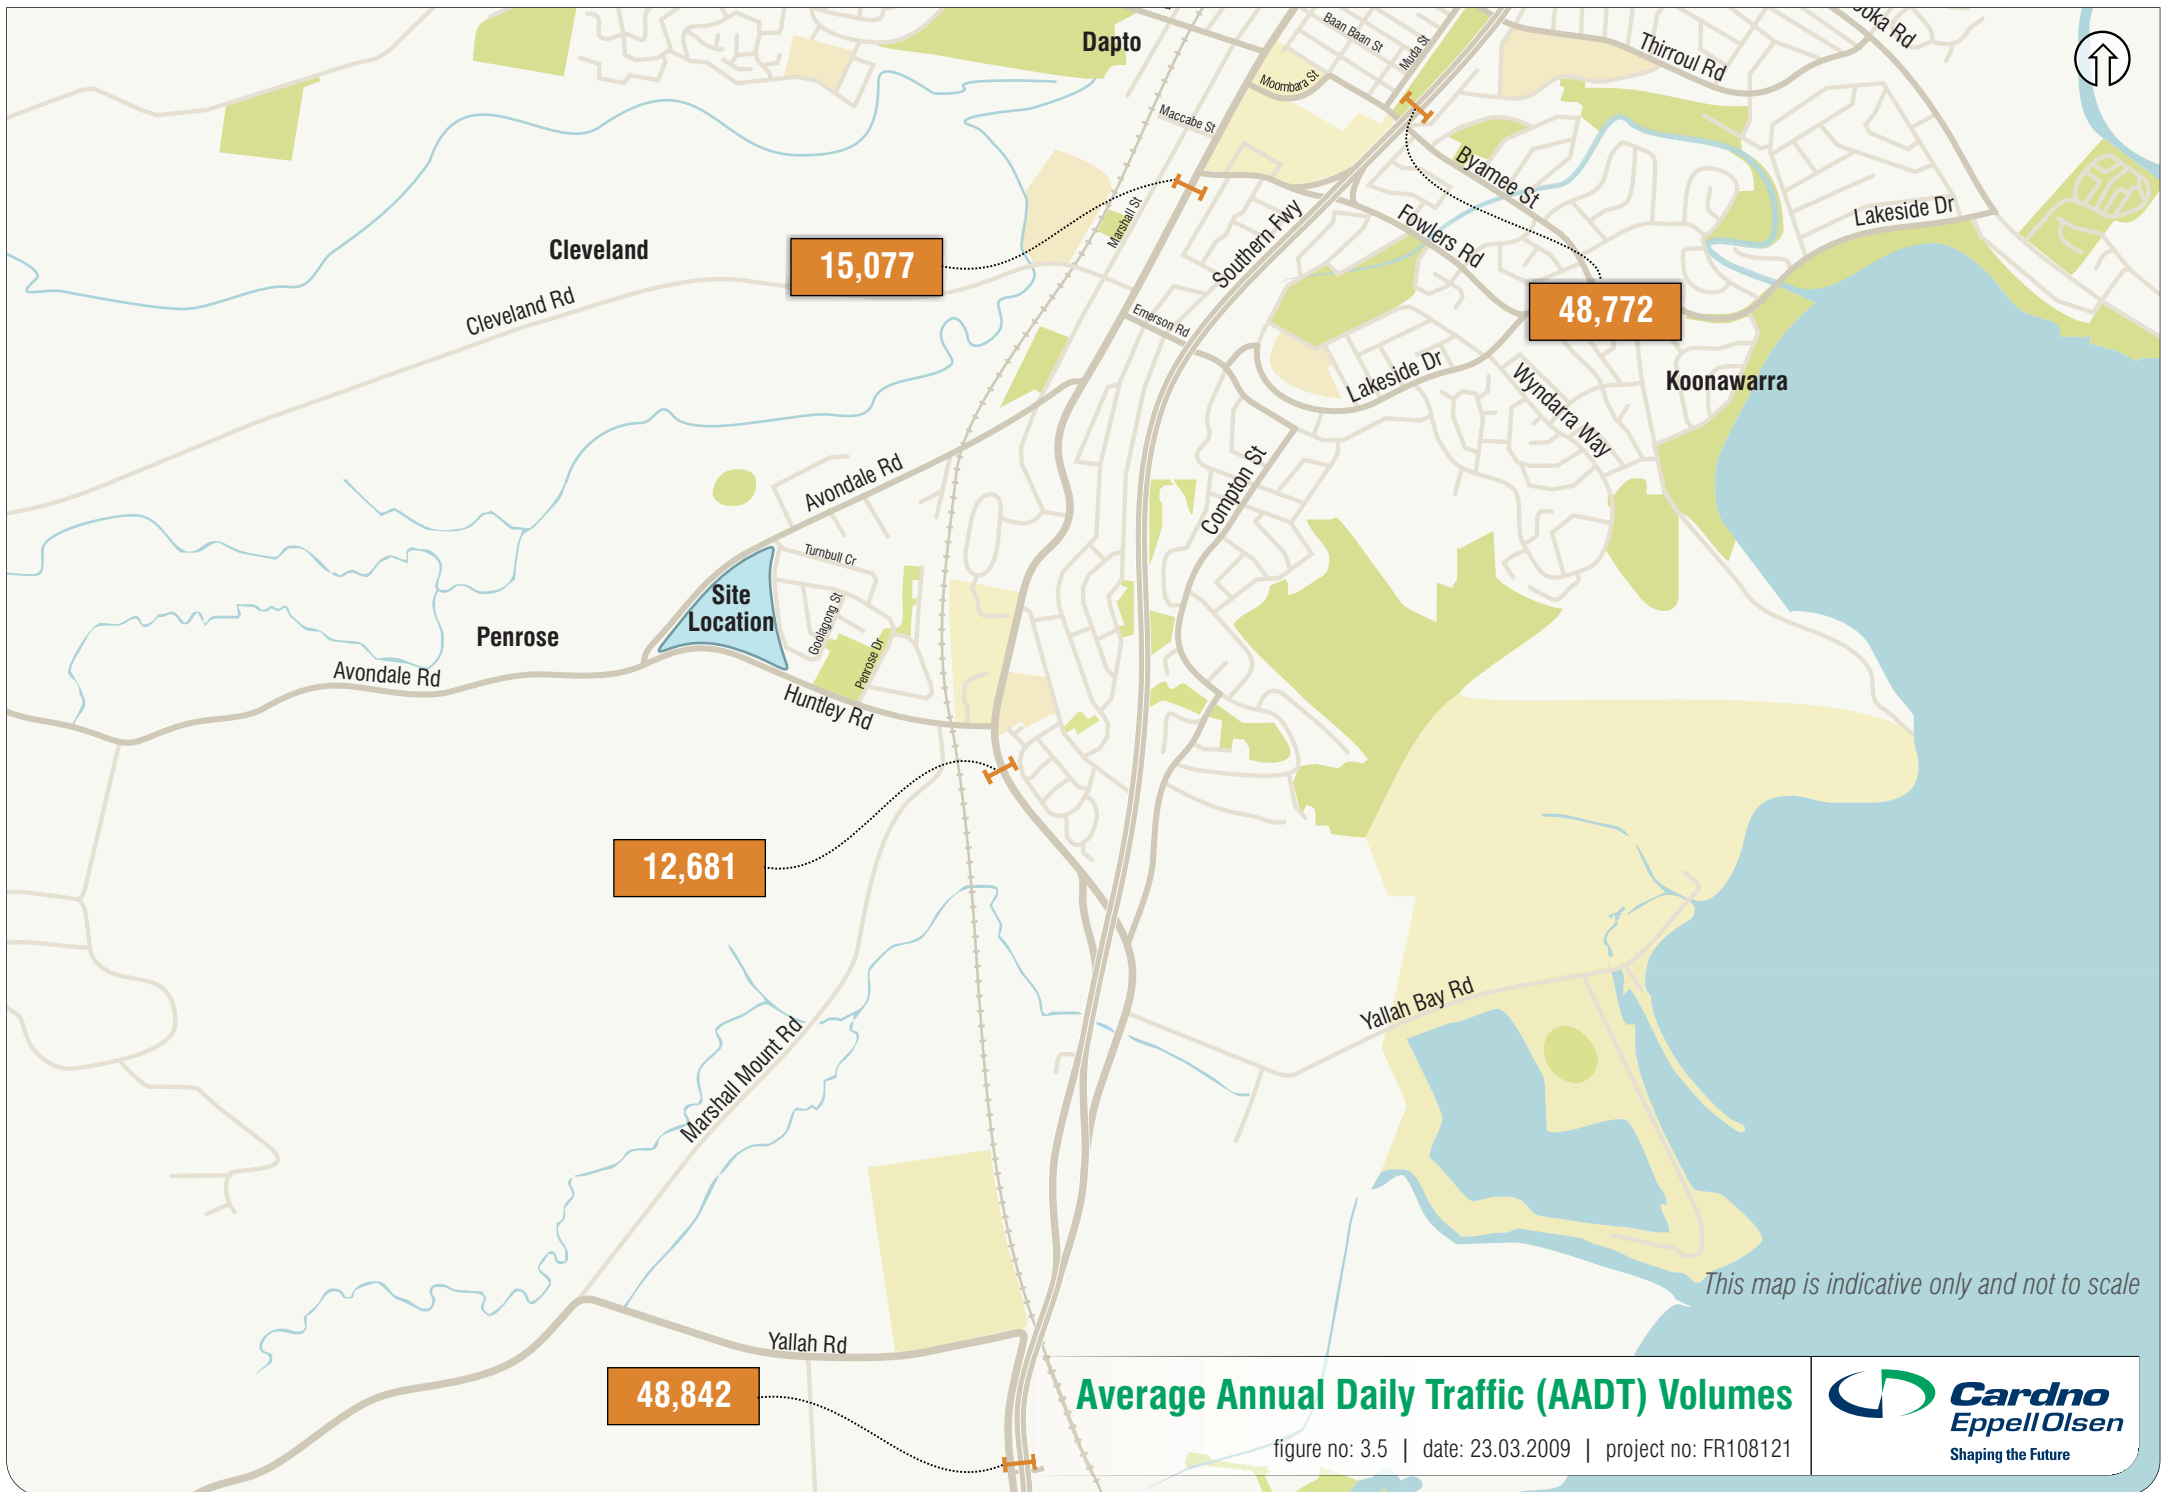 Dapto
Baan Baan St
Muda St
Thirroul Rd
Moombara St
Maccabe St
Byamee St
Marshall St
Lakeside Dr
Cleveland
15,077
Southern Fwy
Fowlers Rd
Cleveland Rd
48,772
Emerson Rd
Lakeside Dr
Koonawarra
Wyndarra Way
Avondale Rd
Compton St
Turnbull Cr
Site
Location
Goolagong St
Penrose
Penrose Dr
Avondale Rd
Huntley Rd
12,681
Yallah Bay Rd
Marshall Mount Rd
This map is indicative only and not to scale
Yallah Rd
48,842
Average Annual Daily Traffic (AADT) Volumes
figure no: 3.5 | date: 23.03.2009 | project no: FR108121
Cardno
Eppell Olsen
Shaping the Future